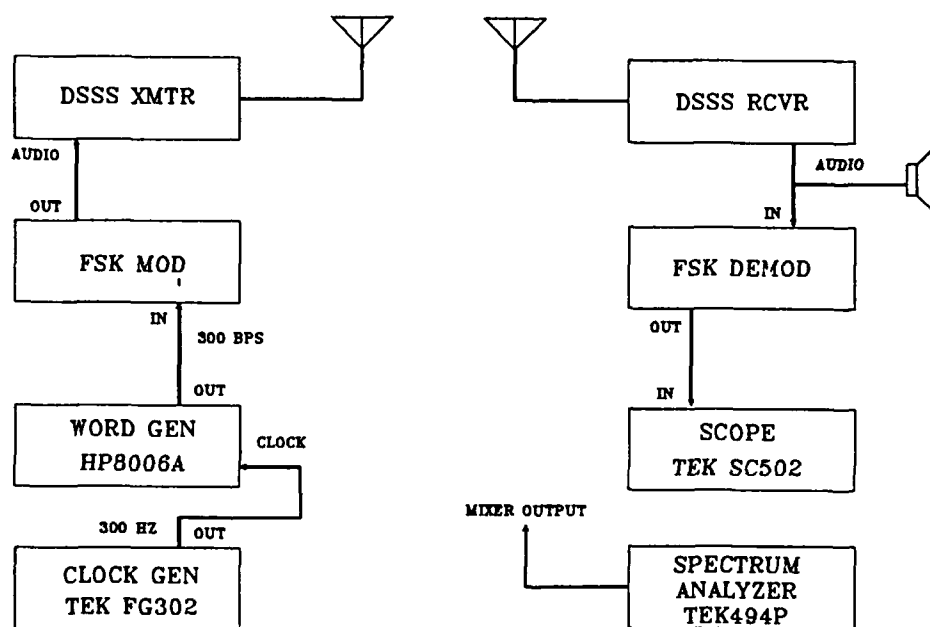 DSSS XMTR
AUDIO
OUT
FSK MOD
IN
300 BPS
OUT
WORD GEN
HP8006A
CLOCK
300 HZ
OUT
CLOCK GEN
TEK FG302
DSSS RCVR
AUDIO
IN
FSK DEMOD
OUT
IN
SCOPE
TEK SC502
MIXER OUTPUT
SPECTRUM
ANALYZER
TEK494P